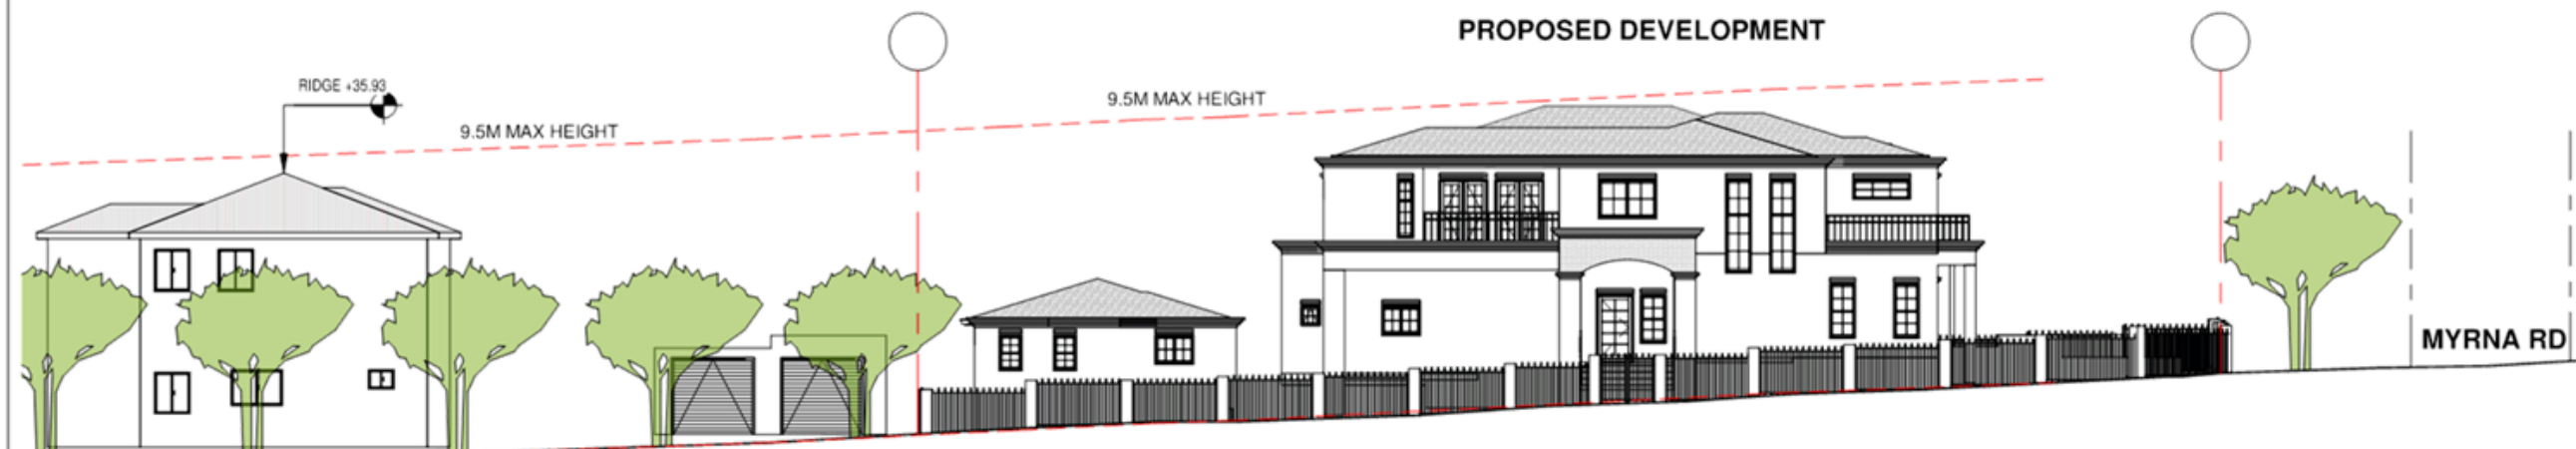 PROPOSED DEVELOPMENT
RIDGE +35.93
9.5M MAX HEIGHT
9.5M MAX HEIGHT
MYRNA RD